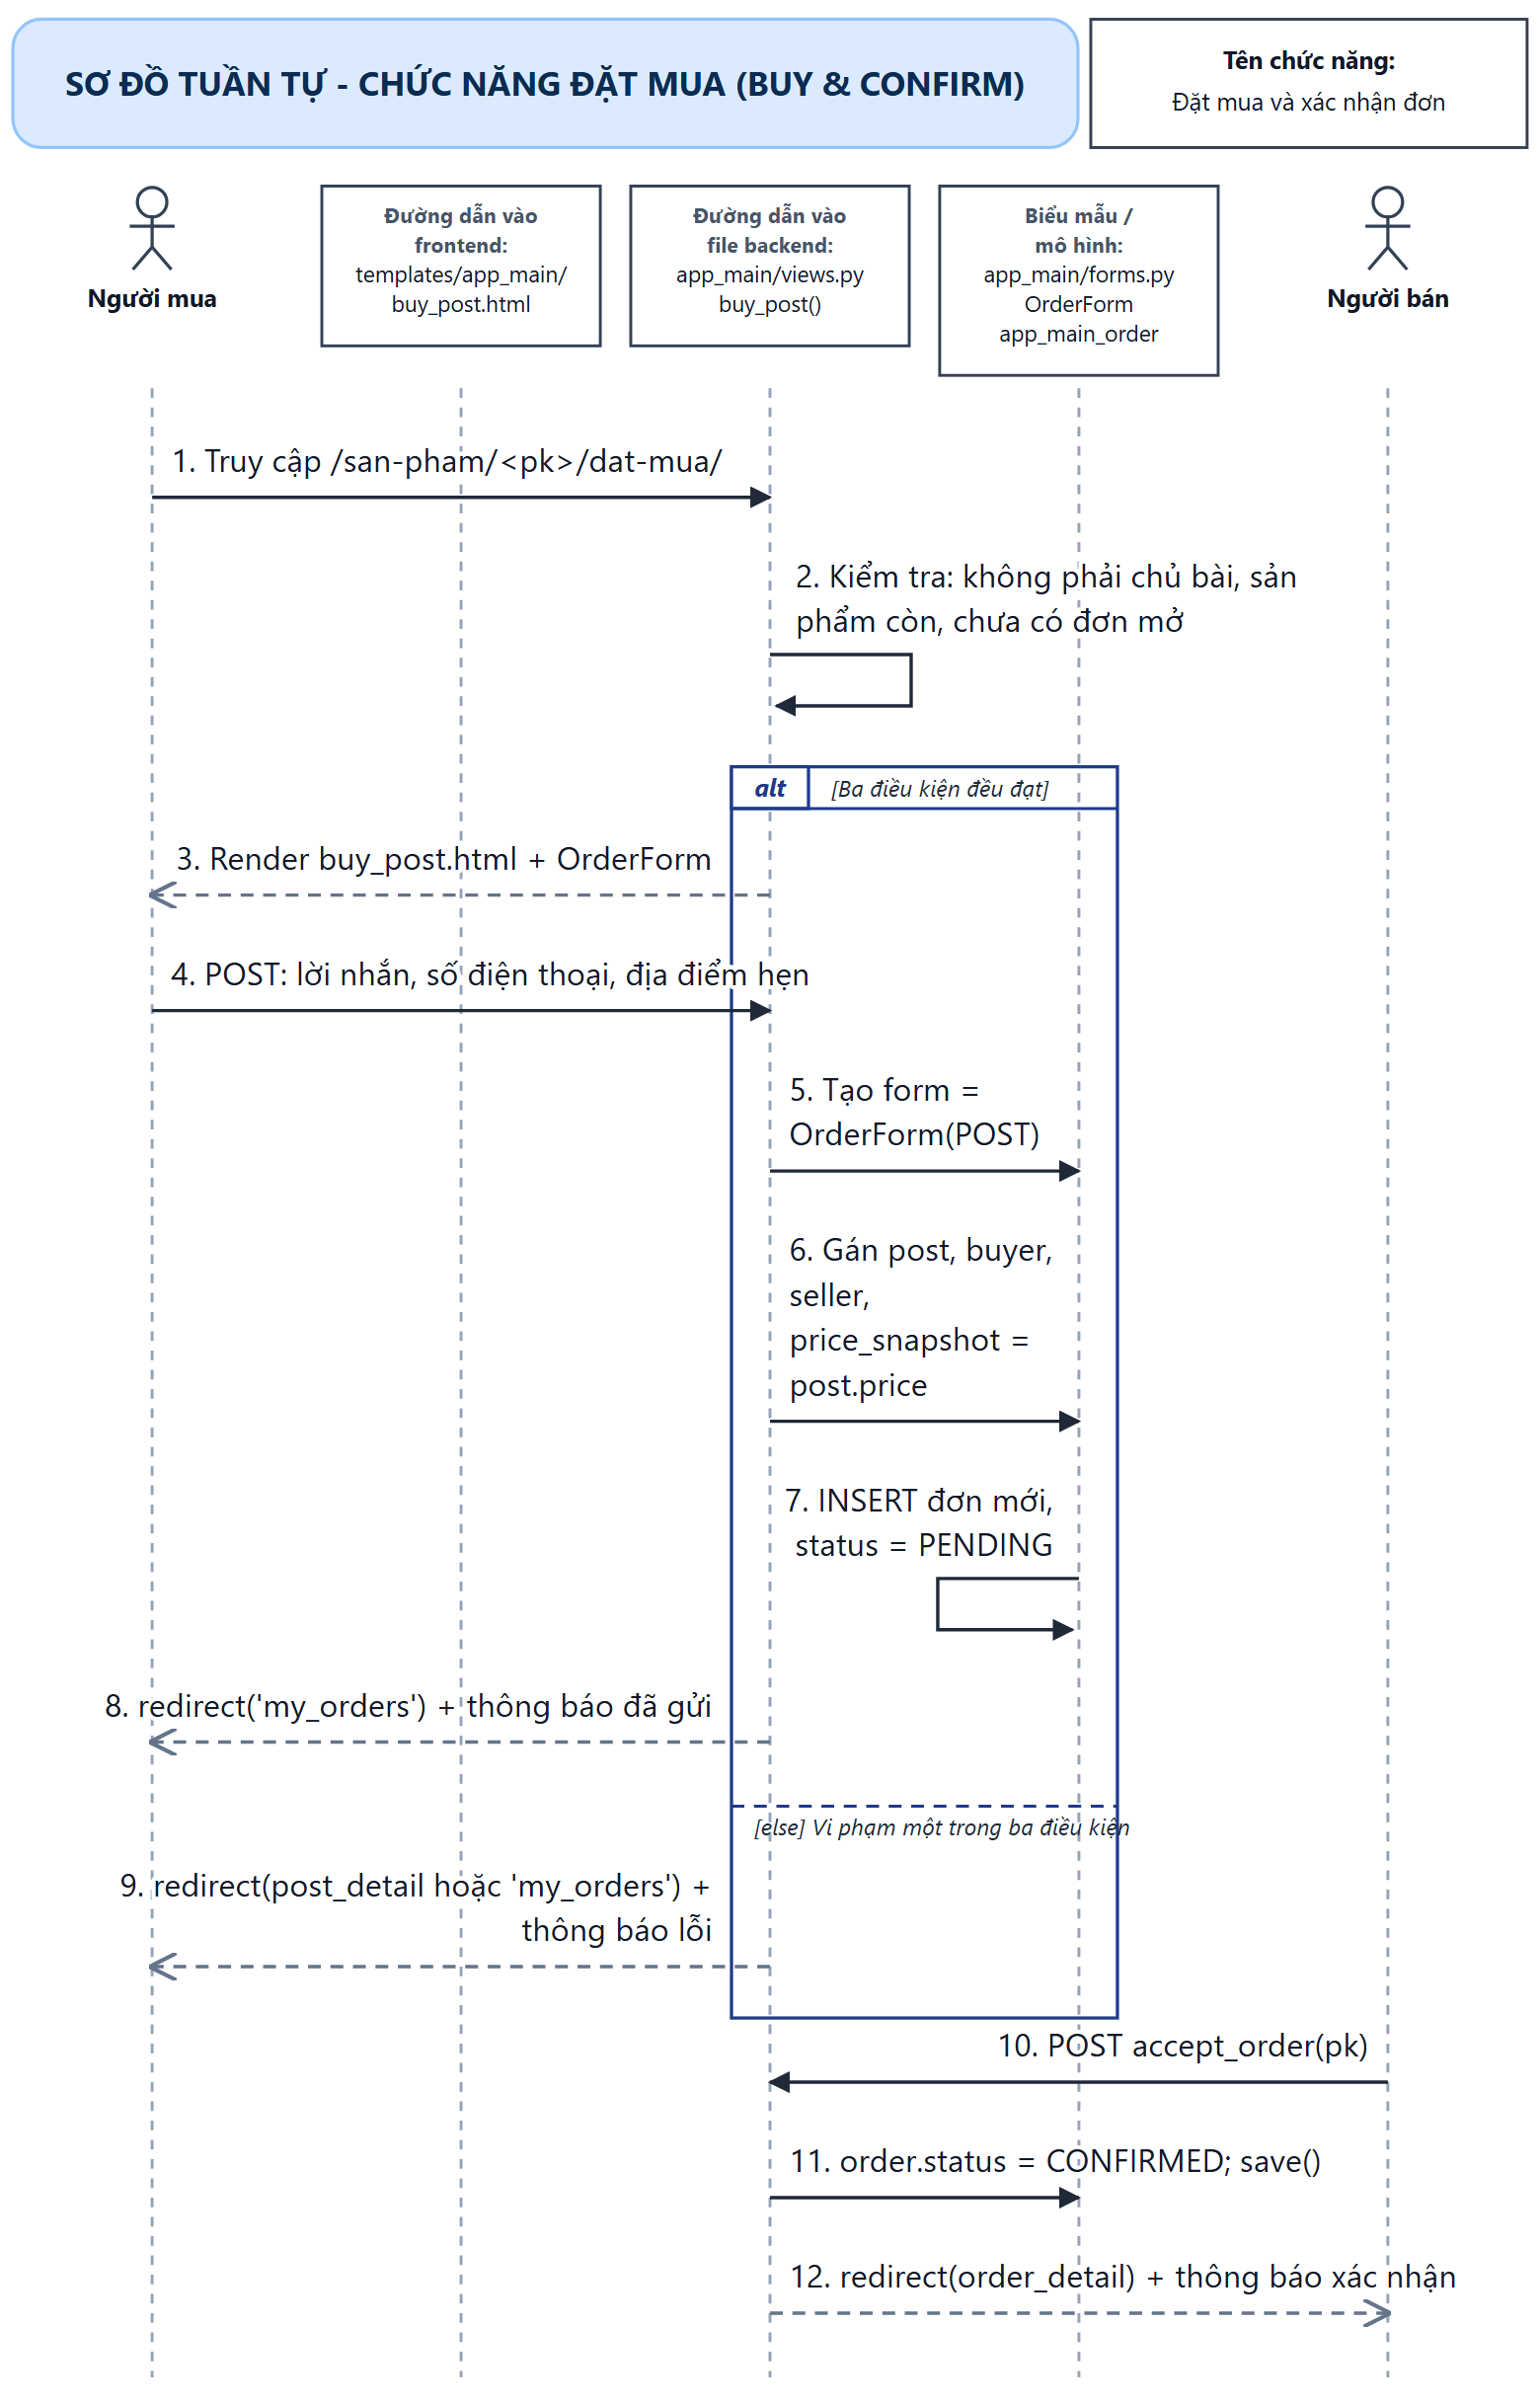 SƠ ĐỒ TUẦN TỰ - CHỨC NĂNG ĐẶT MUA (BUY & CONFIRM)
Tên chức năng:
Đặt mua và xác nhận đơn
Người mua
Đường dẫn vào
frontend:
templates/app_main/
buy_post.html
Đường dẫn vào
file backend:
app_main/views.py
buy_post()
Biểu mẫu /
mô hình:
app_main/forms.py
OrderForm
app_main_order
Người bán
1. Truy cập /san-pham/<pk>/dat-mua/
2. Kiểm tra: không phải chủ bài, sản
phẩm còn, chưa có đơn mở
alt
[Ba điều kiện đều đạt]
3. Render buy_post.html + OrderForm
4. POST: lời nhắn, số điện thoại, địa điểm hẹn
5. Tạo form =
OrderForm(POST)
6. Gán post, buyer,
seller,
price_snapshot =
post.price
7. INSERT đơn mới,
status = PENDING
8. redirect('my_orders') + thông báo đã gửi
[else] Vi phạm một trong ba điều kiện
9. redirect(post_detail hoặc 'my_orders') +
thông báo lỗi
10. POST accept_order(pk)
11. order.status = CONFIRMED; save()
12. redirect(order_detail) + thông báo xác nhận